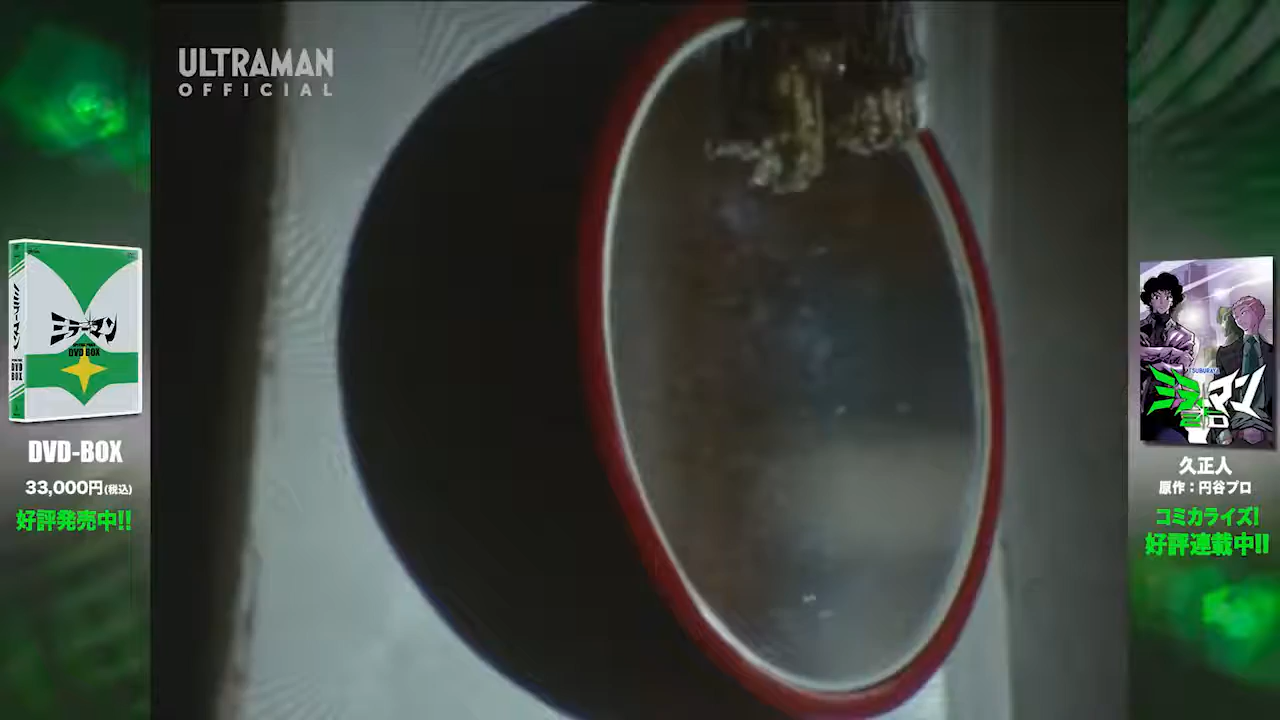 ULTRAMAN
OFFICIAL
ミラーマン
DVD BOX
DVD-BOX
33,000円(税込)
好評発売中!!
TSUBURAYA
ミラーマン
2D
久正人
原作：円谷プロ
コミカライズ!
好評連載中!!